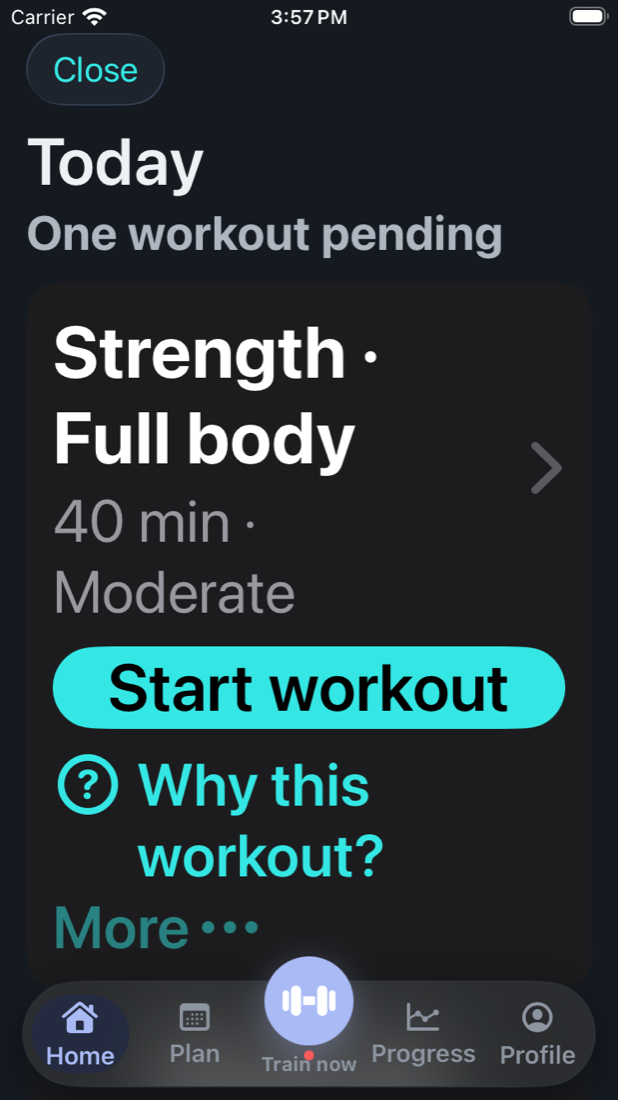 Carrier 3:57 PM
Close
Today
One workout pending
Strength ·
Full body
40 min ·
Moderate
Start workout
Why this
workout?
More
Home Plan Train now Progress Profile